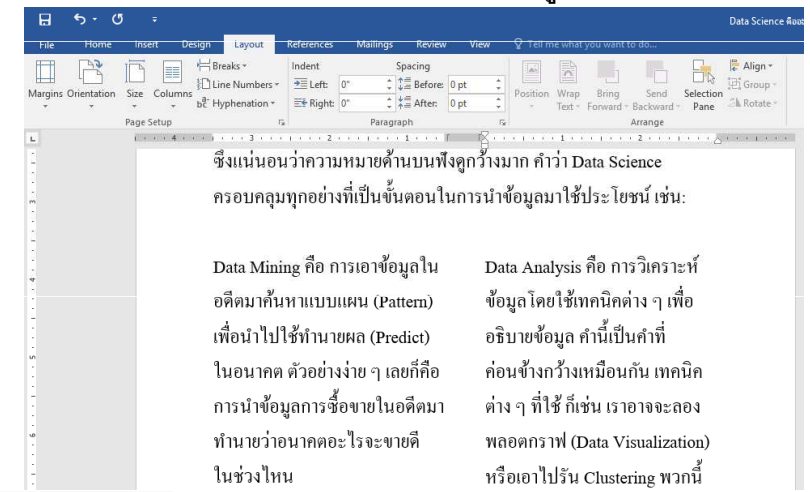 Data Science คือ
File Home Insert Design Layout References Mailings Review View Tell me what you want to do...
Margins Orientation Size Columns Breaks Line Numbers Hyphenation
Indent Left: 0" Right: 0"
Spacing Before: 0 pt After: 0 pt
Position Wrap Text Bring Forward Send Backward Selection Pane Align Group Rotate
Page Setup Paragraph Arrange
ซึ่งแน่นอนว่าความหมายด้านบนฟังดูกว้างมาก คำว่า Data Science
ครอบคลุมทุกอย่างที่เป็นขั้นตอนในการนำข้อมูลมาใช้ประโยชน์ เช่น:
Data Mining คือ การเอาข้อมูลใน
อดีตมาค้นหาแบบแผน (Pattern)
เพื่อนำไปใช้ทำนายผล (Predict)
ในอนาคต ตัวอย่างง่าย ๆ เลยก็คือ
การนำข้อมูลการซื้อขายในอดีตมา
ทำนายว่าอนาคตอะไรจะขายดี
ในช่วงไหน
Data Analysis คือ การวิเคราะห์
ข้อมูลโดยใช้เทคนิคต่าง ๆ เพื่อ
อธิบายข้อมูล คำนี้เป็นคำที่
ค่อนข้างกว้างเหมือนกัน เทคนิค
ต่าง ๆ ที่ใช้ ก็เช่น เราอาจจะลอง
พลอตกราฟ (Data Visualization)
หรือเอาไปรัน Clustering พวกนี้